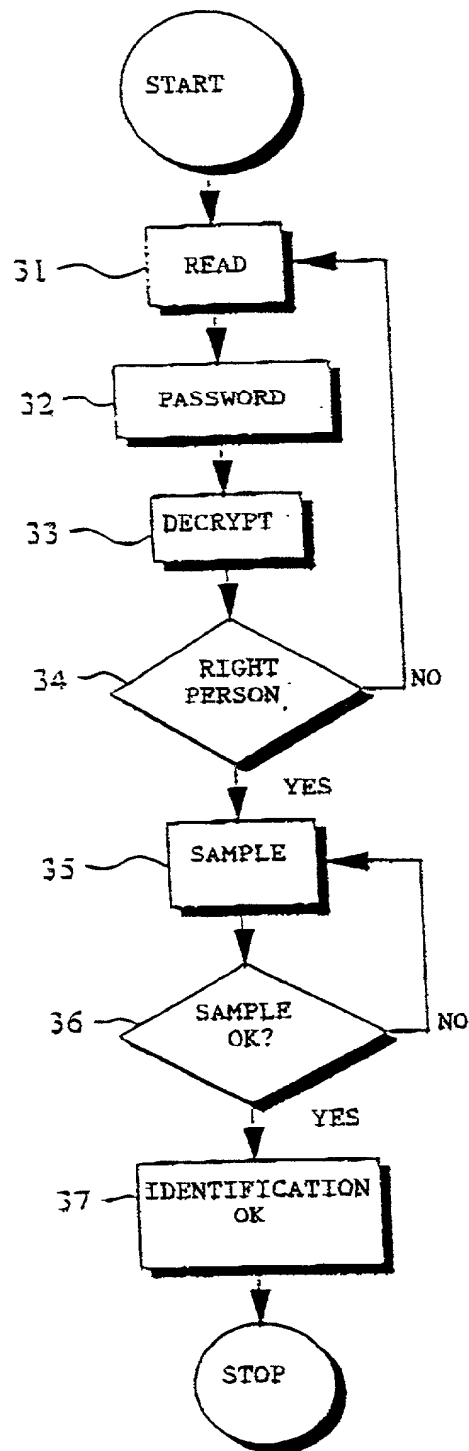 START
31
READ
32
PASSWORD
33
DECRYPT
34
RIGHT
PERSON
NO
YES
35
SAMPLE
36
SAMPLE
OK?
NO
YES
37
IDENTIFICATION
OK
STOP